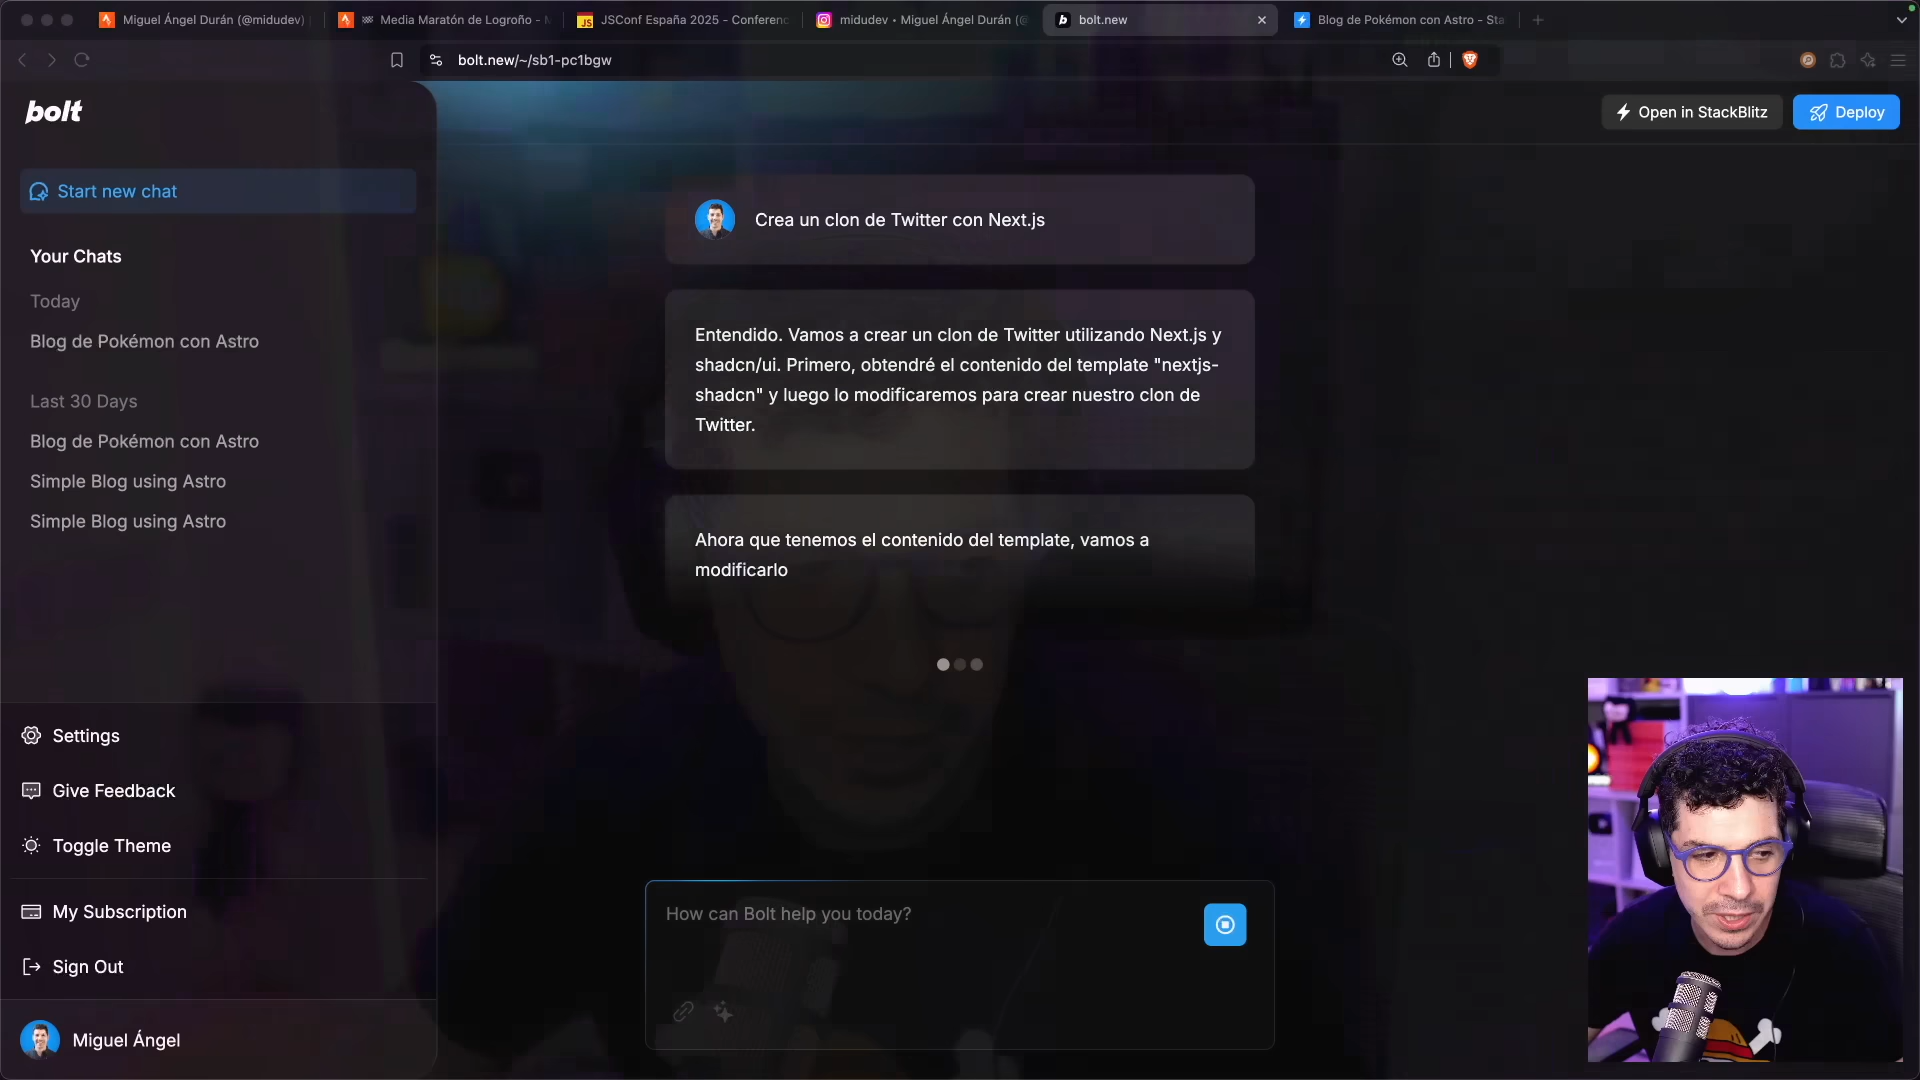 Miguel Ángel Durán (@midudev)
Media Maratón de Logroño -
JSConf España 2025 - Conferenc
midudev • Miguel Ángel Durán (@
bolt.new
Blog de Pokémon con Astro - Sta
bolt.new/~/sb1-pc1bgw
bolt
Open in StackBlitz
Deploy
Start new chat
Your Chats
Today
Blog de Pokémon con Astro
Last 30 Days
Blog de Pokémon con Astro
Simple Blog using Astro
Simple Blog using Astro
Settings
Give Feedback
Toggle Theme
My Subscription
Sign Out
Miguel Ángel
Crea un clon de Twitter con Next.js
Entendido. Vamos a crear un clon de Twitter utilizando Next.js y
shadcn/ui. Primero, obtendré el contenido del template "nextjs-
shadcn" y luego lo modificaremos para crear nuestro clon de
Twitter.
Ahora que tenemos el contenido del template, vamos a
modificarlo
How can Bolt help you today?